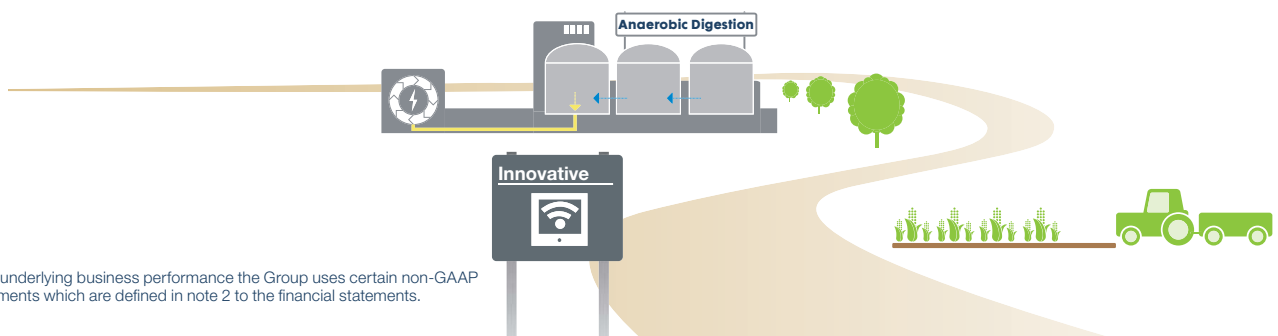 Anaerobic Digestion
Innovative
underlying business performance the Group uses certain non-GAAP
ments which are defined in note 2 to the financial statements.